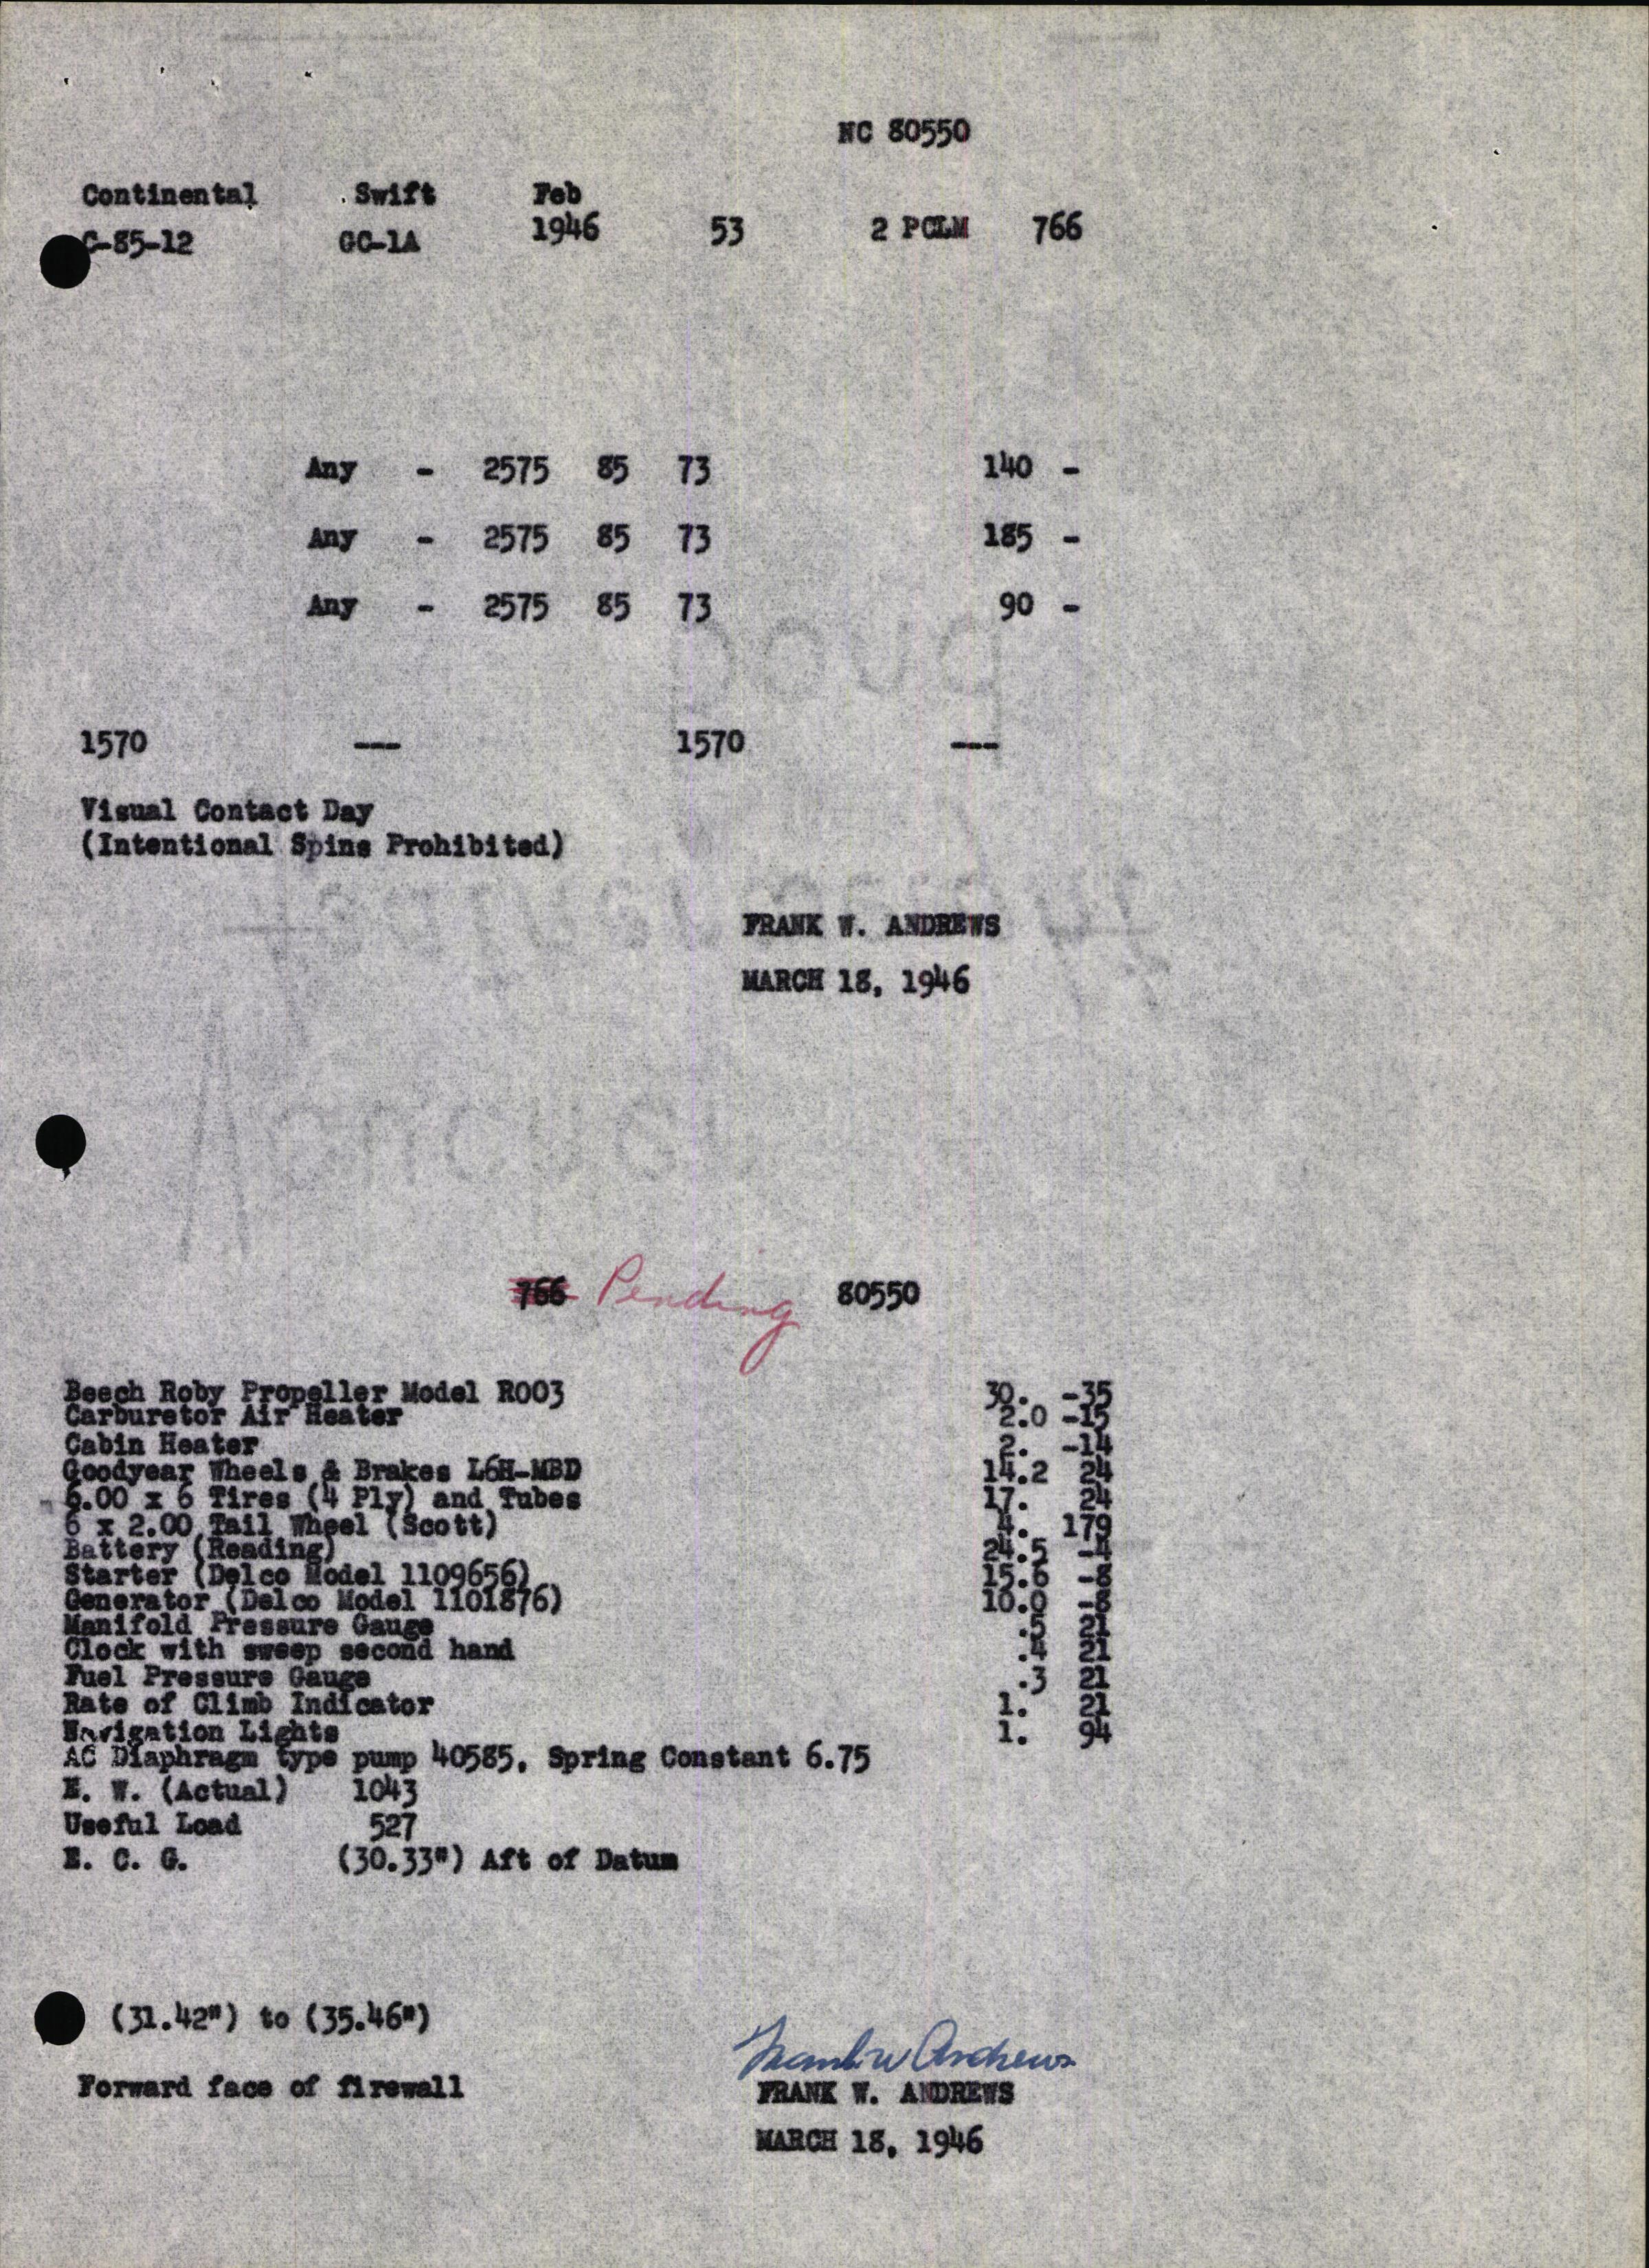 NC 80550
Continental Swift Feb
C-85-12 GC-1A 1946 53 2 PCLM 766
Any - 2575 85 73 140 -
Any - 2575 85 73 185 -
Any - 2575 85 73 90 -
1570 --- 1570 ---
Visual Contact Day
(Intentional Spins Prohibited)
FRANK W. ANDREWS
MARCH 18, 1946
766 Pending 80550
Beech Roby Propeller Model R003 30. -35
Carburetor Air Heater 2.0 -15
Cabin Heater 2. -14
Goodyear Wheels & Brakes L6H-MBD 14.2 24
6.00 x 6 Tires (4 Ply) and Tubes 17. 24
6 x 2.00 Tail Wheel (Scott) 4. 179
Battery (Reading) 24.5 -4
Starter (Delco Model 1109656) 15.6 -8
Generator (Delco Model 1101876) 10.0 -8
Manifold Pressure Gauge .5 21
Clock with sweep second hand .4 21
Fuel Pressure Gauge .3 21
Rate of Climb Indicator 1. 21
Navigation Lights 1. 94
AC Diaphragm type pump 40585, Spring Constant 6.75
E. W. (Actual) 1043
Useful Load 527
E. C. G. (30.33") Aft of Datum
(31.42") to (35.46")
Forward face of firewall
Frank W Andrews
FRANK W. ANDREWS
MARCH 18, 1946